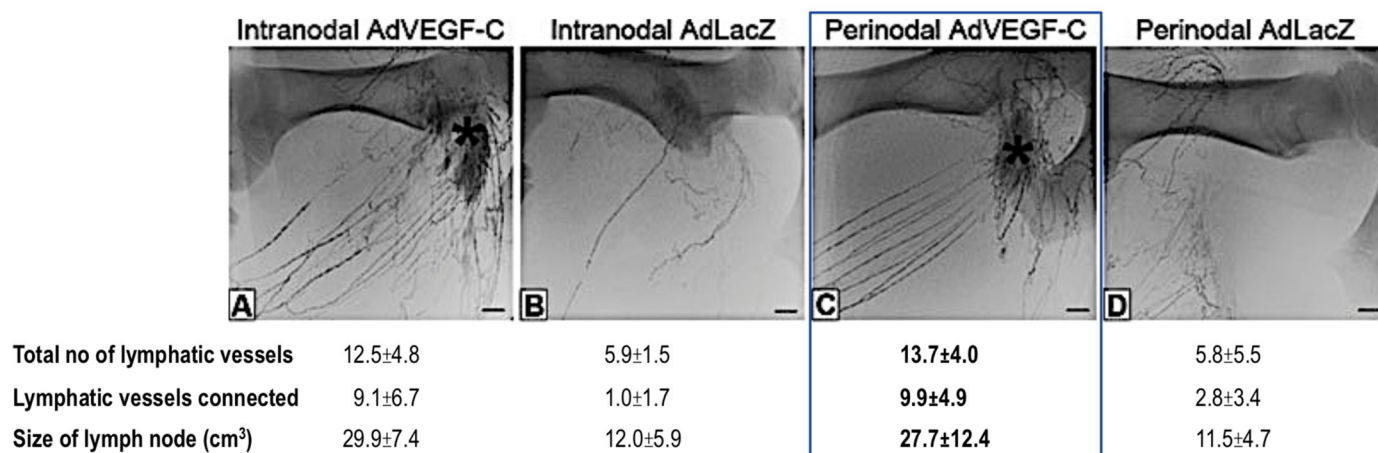 Intranodal AdVEGF-C Intranodal AdLacZ Perinodal AdVEGF-C Perinodal AdLacZ
* *
A B C D
Total no of lymphatic vessels 12.5±4.8 5.9±1.5 13.7±4.0 5.8±5.5
Lymphatic vessels connected 9.1±6.7 1.0±1.7 9.9±4.9 2.8±3.4
Size of lymph node (cm³) 29.9±7.4 12.0±5.9 27.7±12.4 11.5±4.7